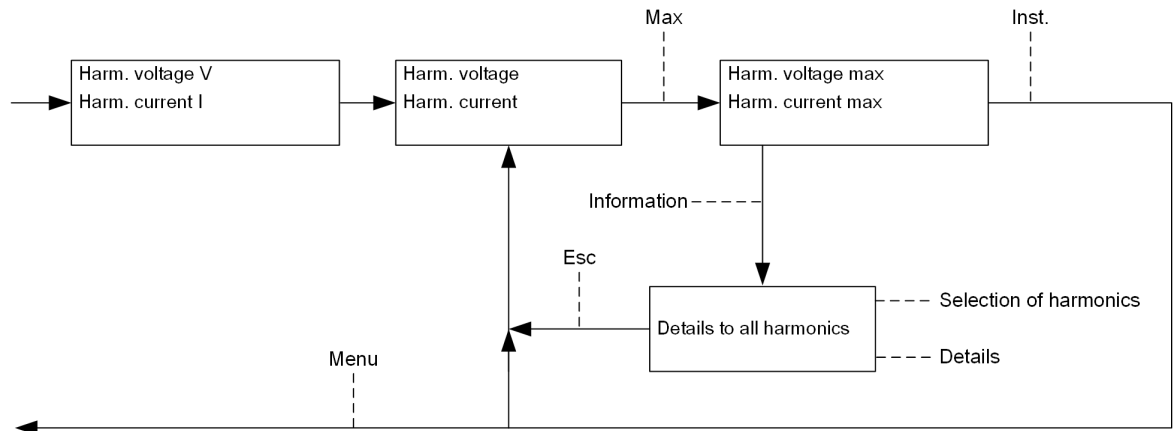 Max
Inst.
Harm. voltage V
Harm. current I
Harm. voltage
Harm. current
Harm. voltage max
Harm. current max
Information
Esc
Selection of harmonics
Details to all harmonics
Details
Menu